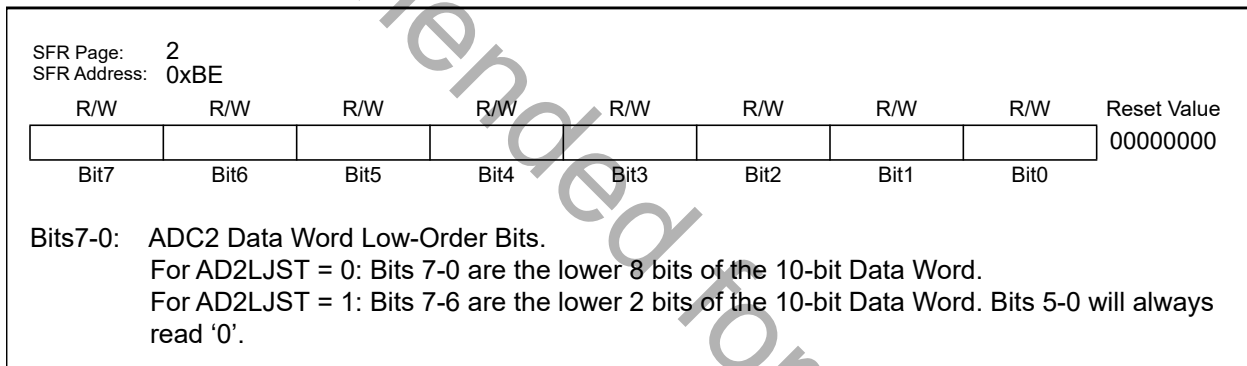 SFR Page: 2
SFR Address: 0xBE
R/W R/W R/W R/W R/W R/W R/W R/W Reset Value
00000000
Bit7 Bit6 Bit5 Bit4 Bit3 Bit2 Bit1 Bit0
Bits7-0: ADC2 Data Word Low-Order Bits.
For AD2LJST = 0: Bits 7-0 are the lower 8 bits of the 10-bit Data Word.
For AD2LJST = 1: Bits 7-6 are the lower 2 bits of the 10-bit Data Word. Bits 5-0 will always
read ‘0’.
ended for